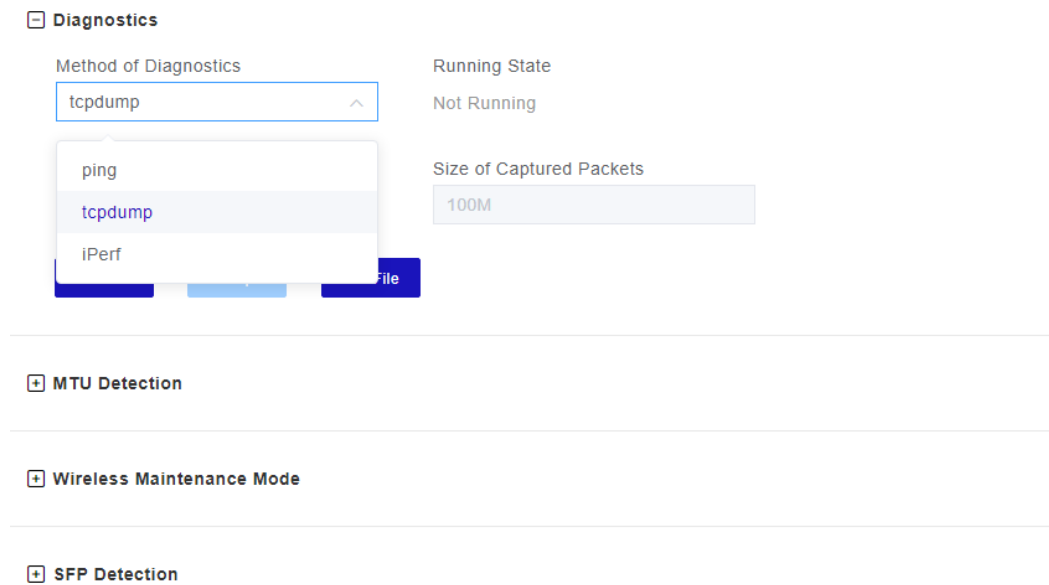 Diagnostics
Method of Diagnostics
Running State
tcpdump
Not Running
ping
Size of Captured Packets
tcpdump
100M
iPerf
File
MTU Detection
Wireless Maintenance Mode
SFP Detection